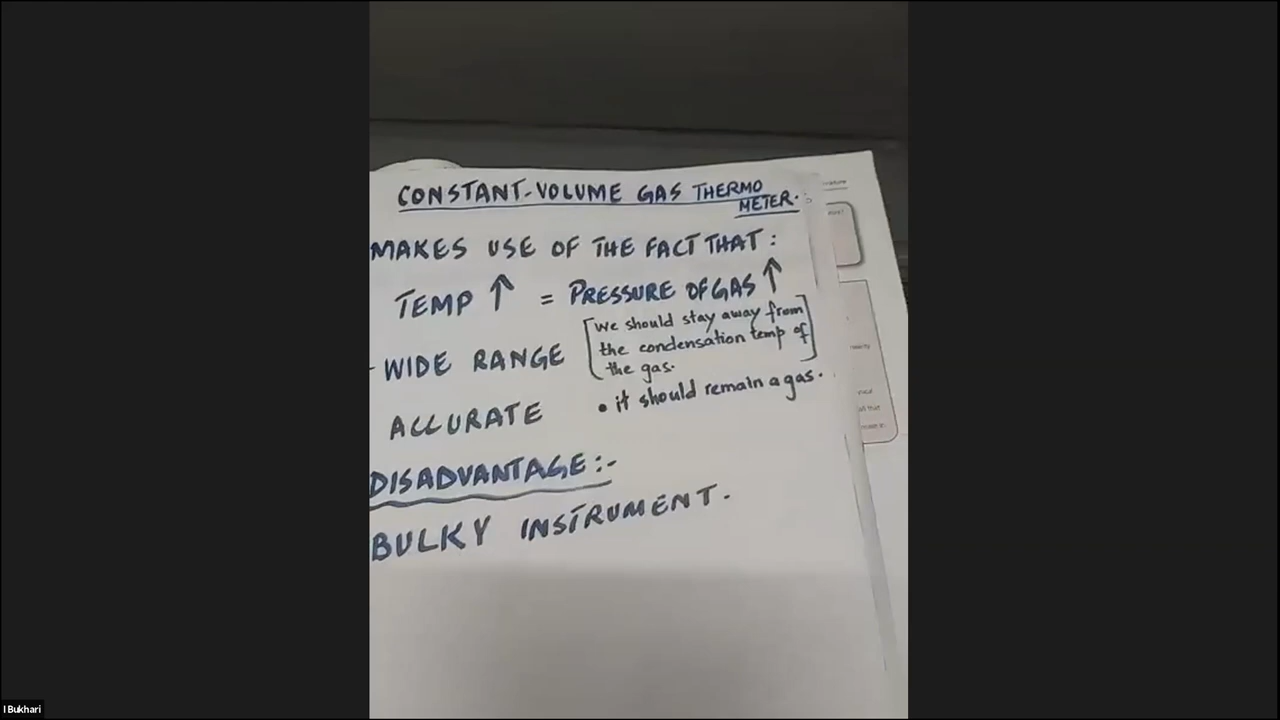 CONSTANT-VOLUME GAS THERMO
METER.
MAKES USE OF THE FACT THAT:
TEMP ↑ = PRESSURE OF GAS ↑
[we should stay away from
the condensation temp of
the gas.]
- WIDE RANGE
• it should remain a gas.
ACCURATE
DISADVANTAGE:-
BULKY INSTRUMENT.
I Bukhari